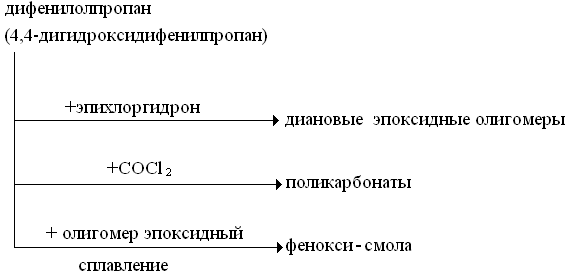 дифенилолпропан
(4,4-дигидроксидифенилпропан)
+эпихлоргидрон
диановые эпоксидные олигомеры
+COCl₂
поликарбонаты
+ олигомер эпоксидный
фенокси-смола
сплавление